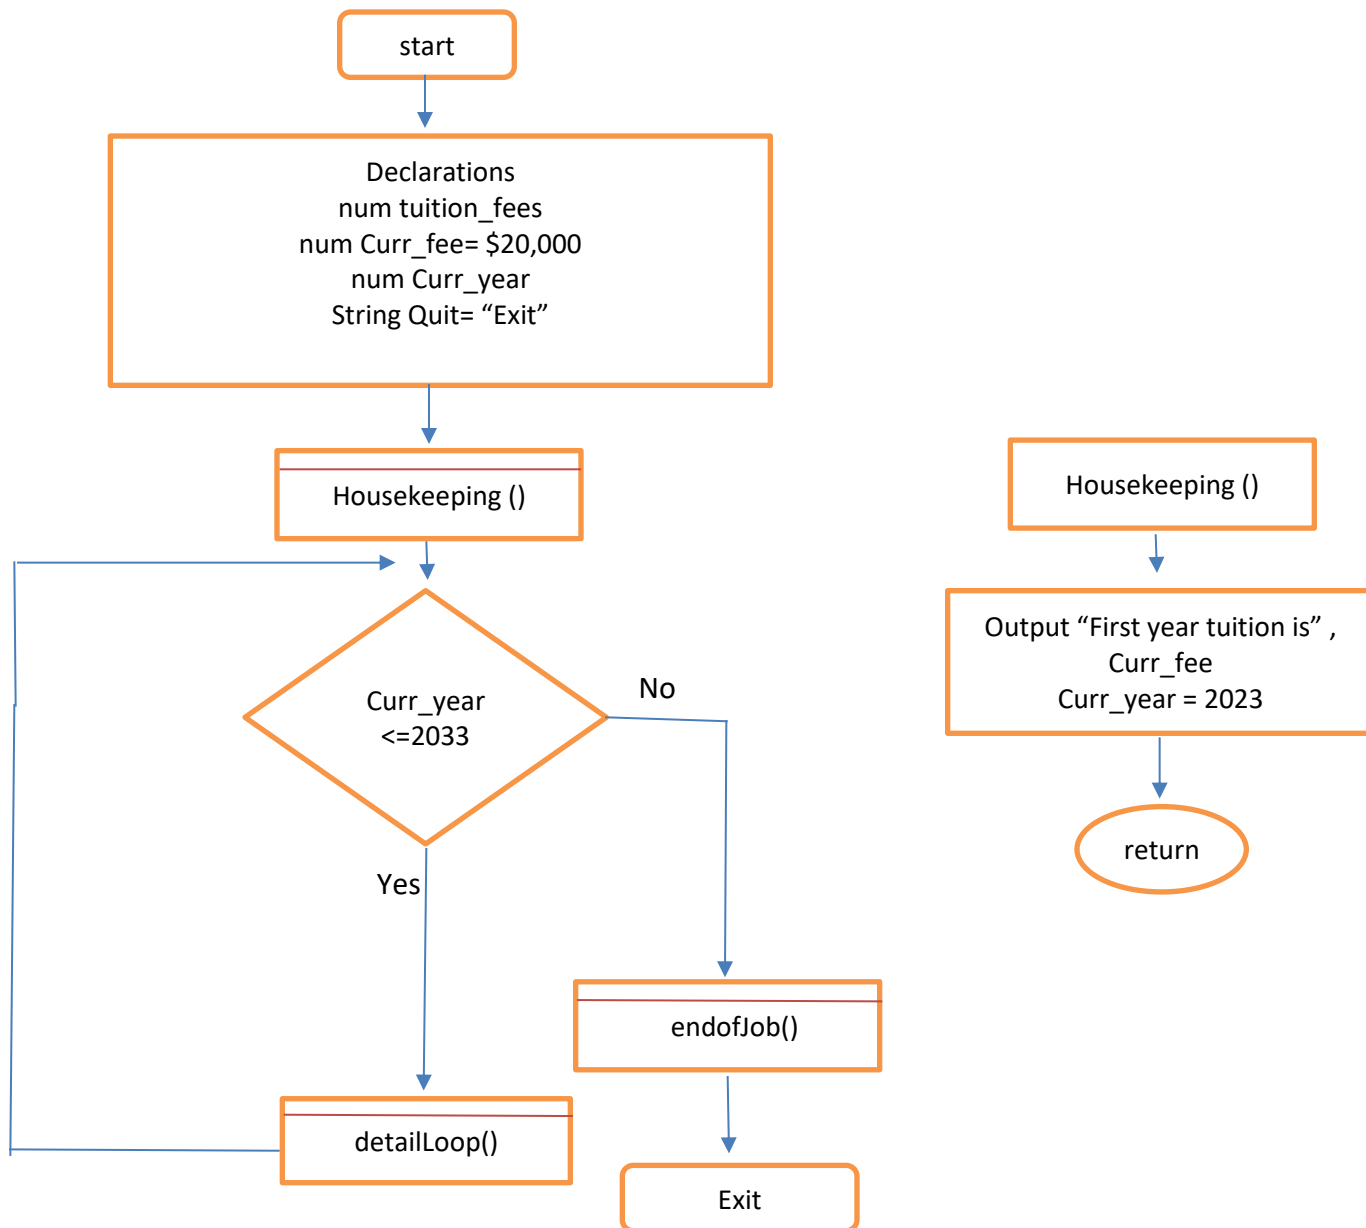 start
Declarations
num tuition_fees
num Curr_fee= $20,000
num Curr_year
String Quit= “Exit”
Housekeeping ()
Curr_year
<=2033
No
Yes
endofJob()
detailLoop()
Exit
Housekeeping ()
Output “First year tuition is” ,
Curr_fee
Curr_year = 2023
return